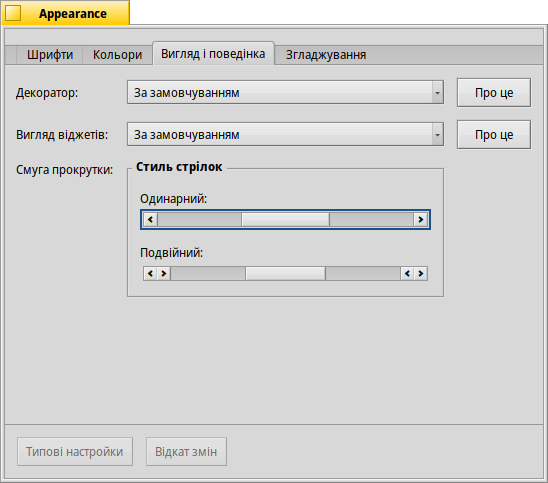 Appearance
Шрифти Кольори Вигляд і поведінка Згладжування
Декоратор: За замовчуванням Про це
Вигляд віджетів: За замовчуванням Про це
Смуга прокрутки: Стиль стрілок
Одинарний:
Подвійний:
Типові настройки Відкат змін